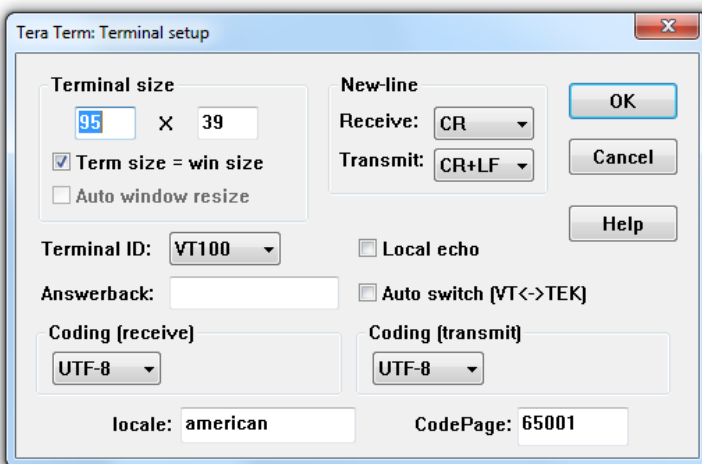 Tera Term: Terminal setup
Terminal size
95 X 39
Term size = win size
Auto window resize
New-line
Receive: CR
Transmit: CR+LF
OK
Cancel
Help
Terminal ID: VT100
Local echo
Answerback:
Auto switch (VT<->TEK)
Coding (receive)
UTF-8
Coding (transmit)
UTF-8
locale: american
CodePage: 65001